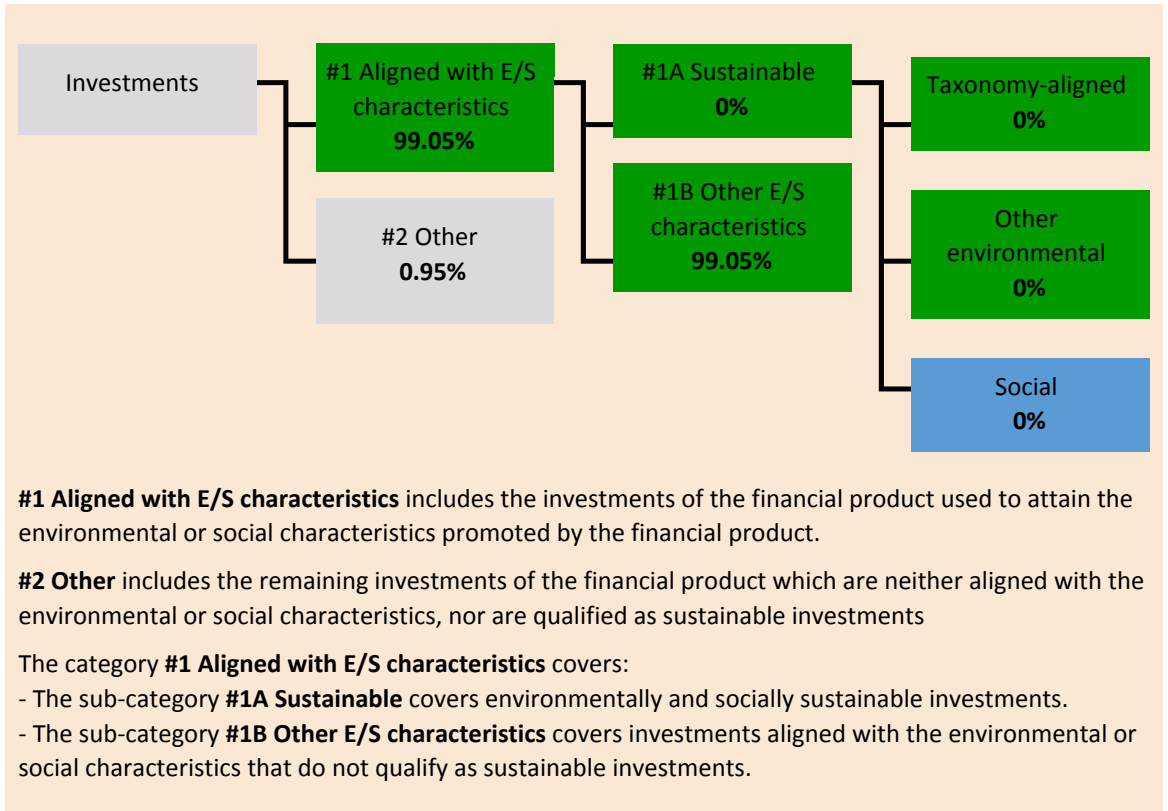 Investments
#1 Aligned with E/S
characteristics
99.05%
#2 Other
0.95%
#1A Sustainable
0%
#1B Other E/S
characteristics
99.05%
Taxonomy-aligned
0%
Other
environmental
0%
Social
0%
#1 Aligned with E/S characteristics includes the investments of the financial product used to attain the
environmental or social characteristics promoted by the financial product.
#2 Other includes the remaining investments of the financial product which are neither aligned with the
environmental or social characteristics, nor are qualified as sustainable investments
The category #1 Aligned with E/S characteristics covers:
- The sub-category #1A Sustainable covers environmentally and socially sustainable investments.
- The sub-category #1B Other E/S characteristics covers investments aligned with the environmental or
social characteristics that do not qualify as sustainable investments.